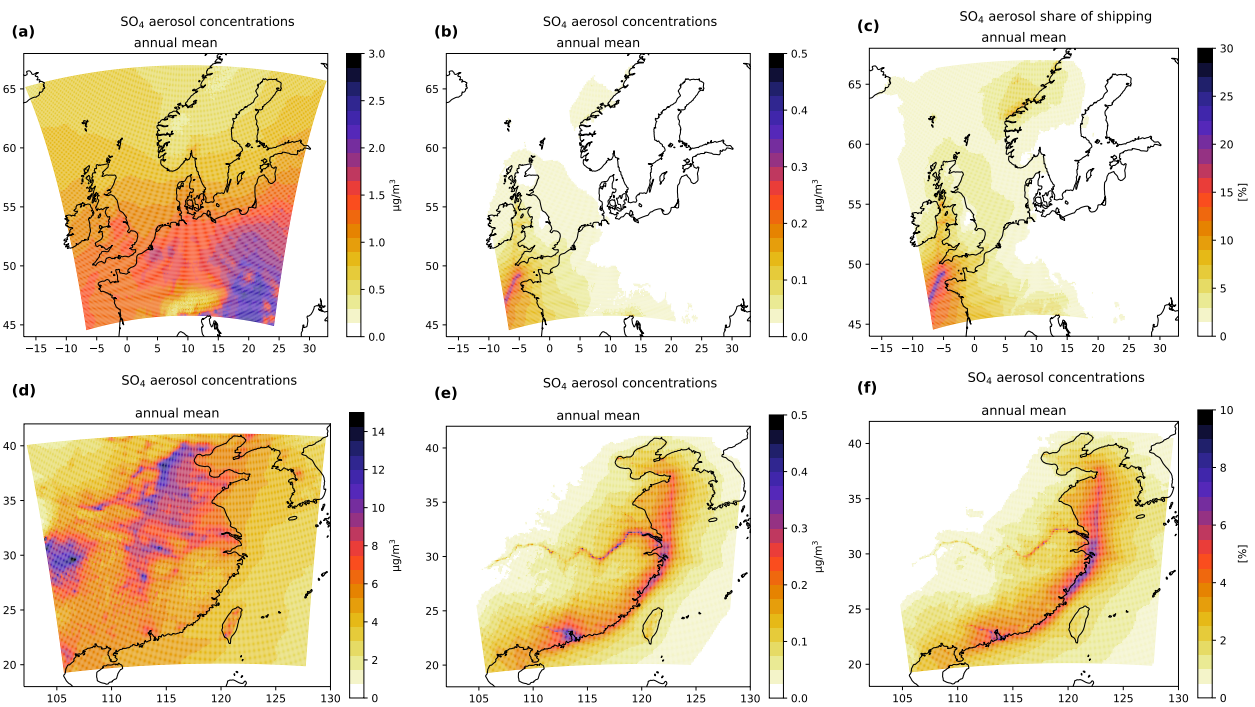 (a)
SO₄ aerosol concentrations
annual mean
65
60
55
50
45
−15 −10 −5 0 5 10 15 20 25 30
3.0
2.5
2.0
1.5
1.0
0.5
0.0
μg/m³
(b)
SO₄ aerosol concentrations
annual mean
65
60
55
50
45
−15 −10 −5 0 5 10 15 20 25 30
0.5
0.4
0.3
0.2
0.1
0.0
μg/m³
(c)
SO₄ aerosol share of shipping
annual mean
65
60
55
50
45
−15 −10 −5 0 5 10 15 20 25 30
30
25
20
15
10
5
0
[%]
(d)
SO₄ aerosol concentrations
annual mean
40
35
30
25
20
105 110 115 120 125 130
14
12
10
8
6
4
2
0
μg/m³
(e)
SO₄ aerosol concentrations
annual mean
40
35
30
25
20
105 110 115 120 125 130
0.5
0.4
0.3
0.2
0.1
0.0
μg/m³
(f)
SO₄ aerosol concentrations
annual mean
40
35
30
25
20
105 110 115 120 125 130
10
8
6
4
2
0
[%]